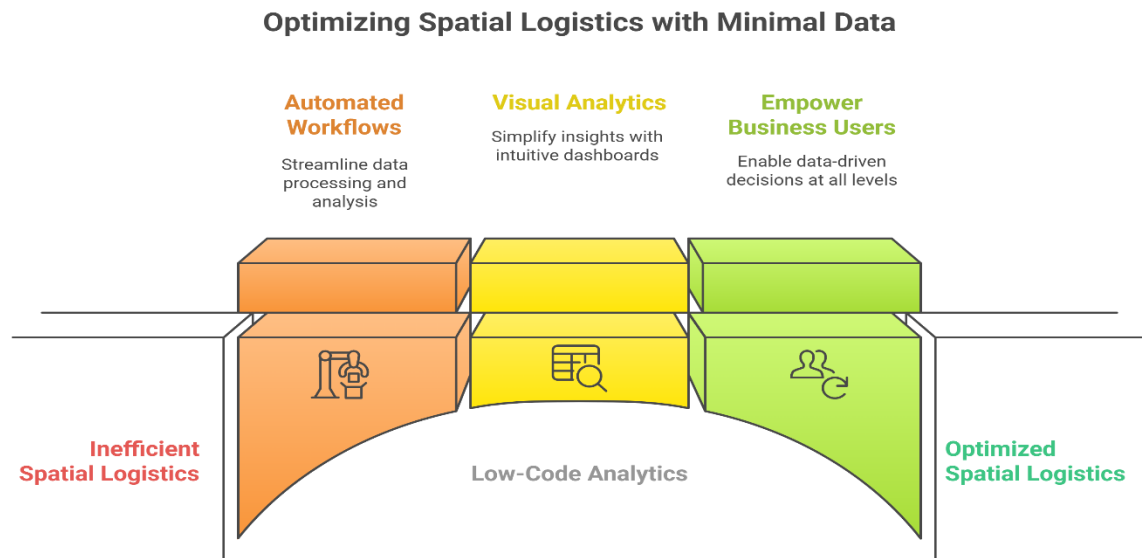 Optimizing Spatial Logistics with Minimal Data
Automated
Workflows
Streamline data
processing and
analysis
Visual Analytics
Simplify insights with
intuitive dashboards
Empower
Business Users
Enable data-driven
decisions at all levels
Inefficient
Spatial Logistics
Low-Code Analytics
Optimized
Spatial Logistics